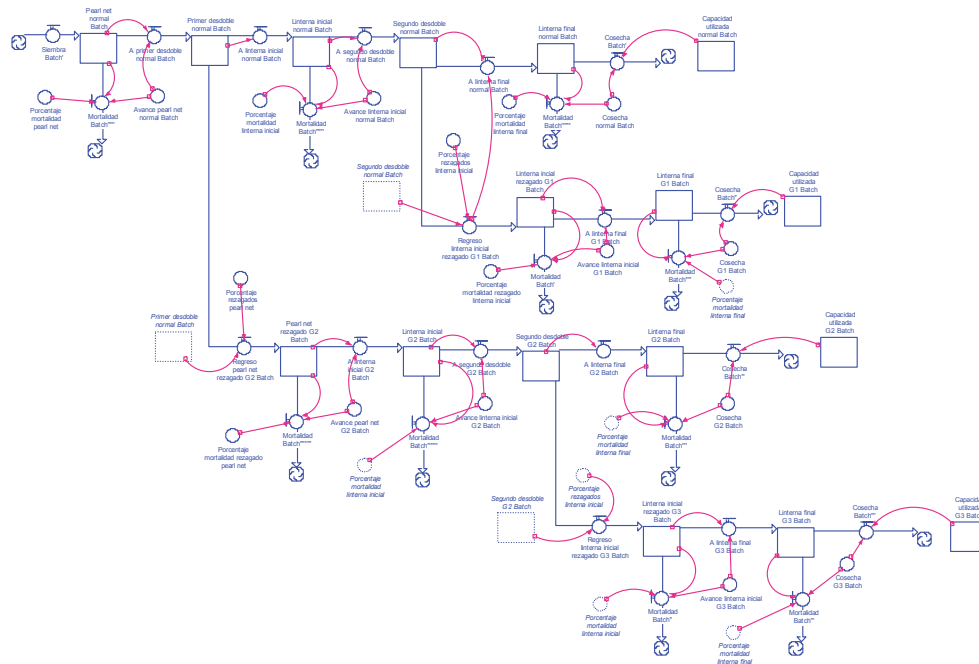 Pearl net
normal
Batch
Siembra
Batch'
A primer desdoble
normal Batch
Primer desdoble
normal Batch
A linterna inicial
normal Batch
Linterna inicial
normal Batch
A segundo desdoble
normal Batch
Segundo desdoble
normal Batch
A linterna final
normal Batch
Linterna final
normal Batch
Cosecha
Batch'
Capacidad
utilizada
normal Batch
Porcentaje
mortalidad
pearl net
Mortalidad
Avance pearl net
normal Batch
Porcentaje
mortalidad
linterna inicial
Mortalidad
Avance linterna inicial
normal Batch
Porcentaje
mortalidad
linterna final
Mortalidad
Cosecha
normal Batch
Segundo desdoble
normal Batch
Porcentaje
rezagados
linterna inicial
Regreso
linterna inicial
rezagado G1 Batch
Linterna incial
rezagado G1
Batch
A linterna final
G1 Batch
Linterna final
G1 Batch
Cosecha
Batch''
Capacidad
utilizada
G1 Batch
Porcentaje
mortalidad rezagado
linterna inicial
Mortalidad
Batch'
Avance linterna inicial
G1 Batch
Mortalidad
Cosecha
G1 Batch
Porcentaje
mortalidad
linterna final
Primer desdoble
normal Batch
Porcentaje
rezagados
pearl net
Regreso
pearl net
rezagado G2 Batch
Pearl net
rezagado G2
Batch
A linterna
inicial G2
Batch
Linterna inicial
G2 Batch
A segundo desdoble
G2 Batch
Segundo desdoble
G2 Batch
A linterna final
G2 Batch
Linterna final
G2 Batch
Cosecha
Capacidad
utilizada
G2 Batch
Porcentaje
mortalidad rezagado
pearl net
Mortalidad
Avance pearl net
G2 Batch
Porcentaje
mortalidad
linterna inicial
Mortalidad
Avance linterna inicial
G2 Batch
Porcentaje
mortalidad
linterna final
Mortalidad
Cosecha
G2 Batch
Segundo desdoble
G2 Batch
Porcentaje
rezagados
linterna inicial
Regreso
linterna inicial
rezagado G3 Batch
Linterna inicial
rezagado G3
Batch
A linterna final
G3 Batch
Linterna final
G3 Batch
Cosecha
Capacidad
utilizada
G3 Batch
Porcentaje
mortalidad
linterna inicial
Mortalidad
Avance linterna inicial
G3 Batch
Porcentaje
mortalidad
linterna final
Mortalidad
Cosecha
G3 Batch